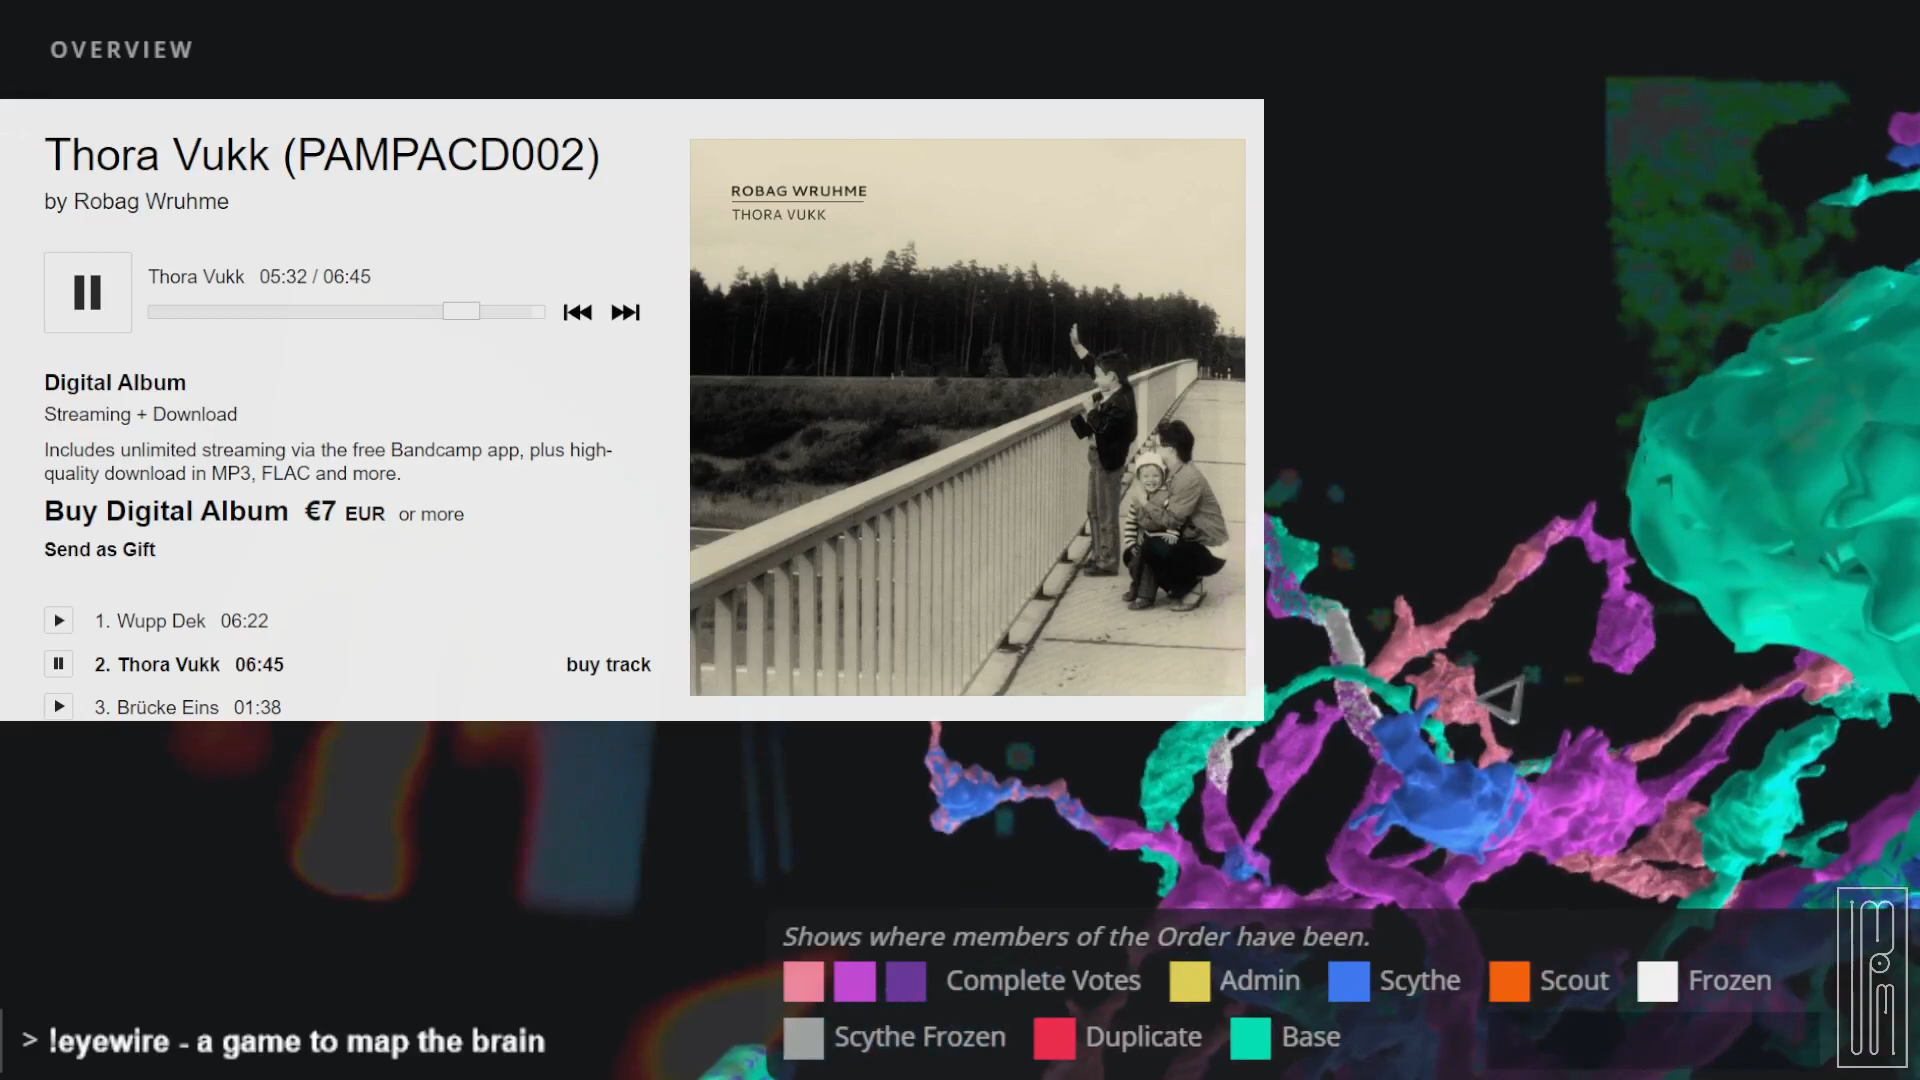 OVERVIEW
Thora Vukk (PAMPACD002)
by Robag Wruhme
Thora Vukk 05:32 / 06:45
Digital Album
Streaming + Download
Includes unlimited streaming via the free Bandcamp app, plus high-
quality download in MP3, FLAC and more.
Buy Digital Album €7 EUR or more
Send as Gift
1. Wupp Dek 06:22
2. Thora Vukk 06:45 buy track
3. Brücke Eins 01:38
ROBAG WRUHME
THORA VUKK
Shows where members of the Order have been.
Complete Votes Admin Scythe Scout Frozen
Scythe Frozen Duplicate Base
> !eyewire - a game to map the brain